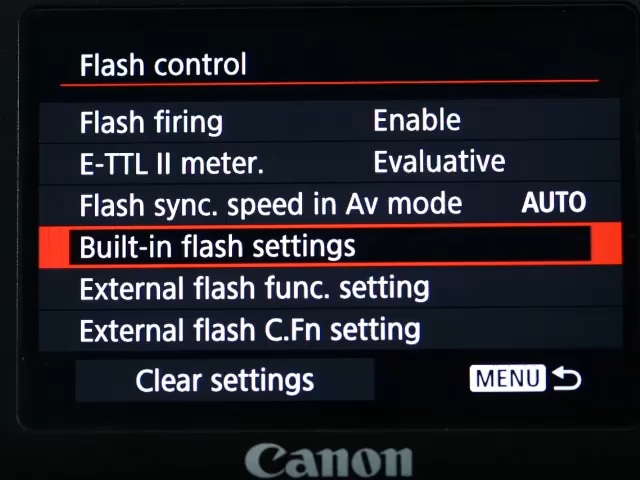 Flash control
Flash firing Enable
E-TTL II meter. Evaluative
Flash sync. speed in Av mode AUTO
Built-in flash settings
External flash func. setting
External flash C.Fn setting
Clear settings MENU
Canon